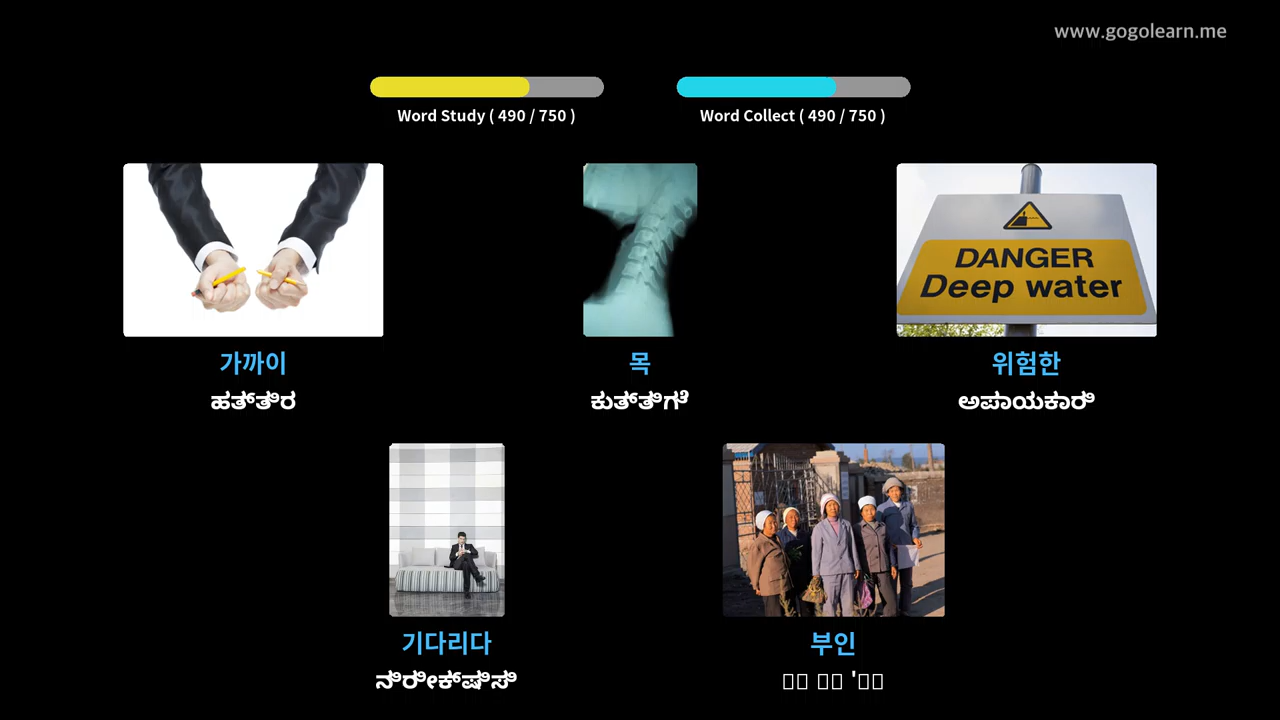 www.gogolearn.me
Word Study ( 490 / 750 )
Word Collect ( 490 / 750 )
DANGER
Deep water
가까이
목
위험한
ಹತ್ತಿರ
ಕುತ್ತಿಗೆ
ಅಪಾಯಕಾರಿ
기다리다
부인
ನಿರೀಕ್ಷಿಸಿ